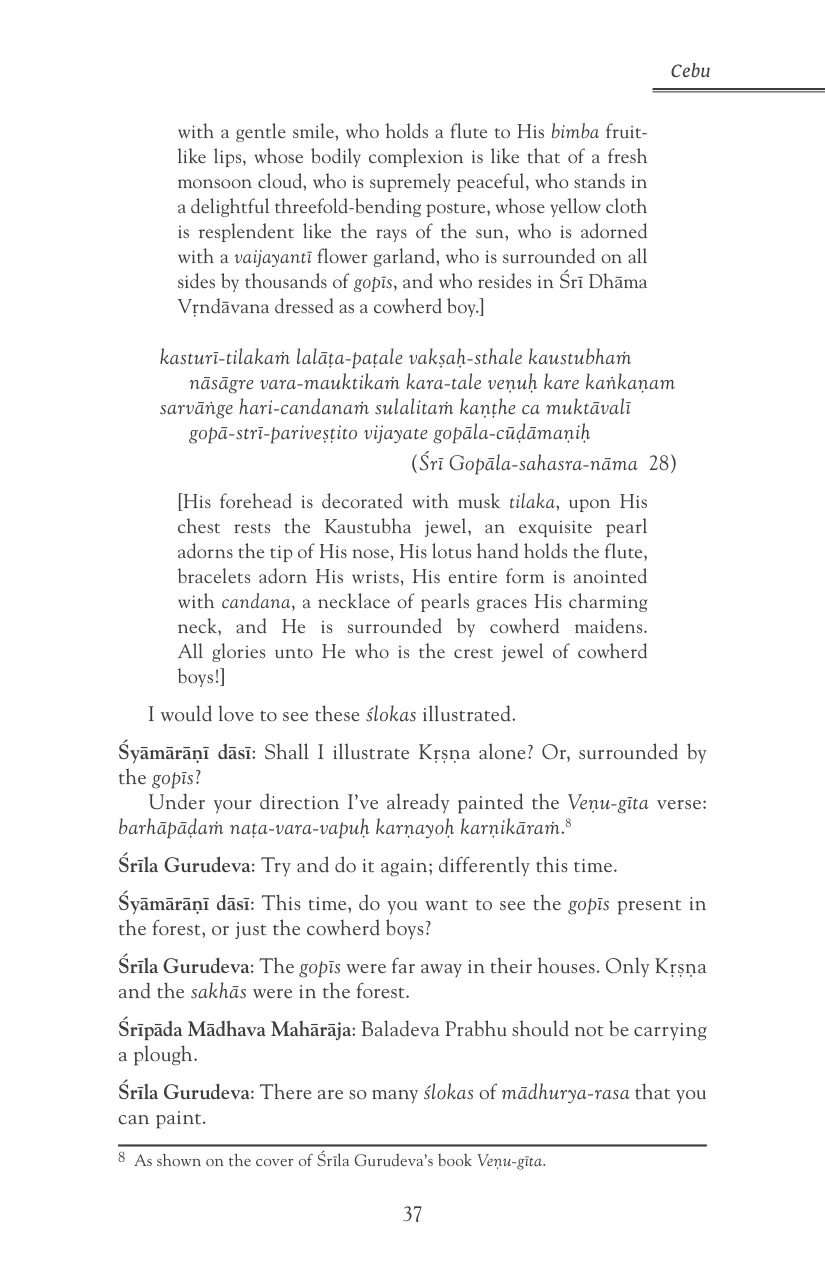 Cebu
with a gentle smile, who holds a flute to His bimba fruit-
like lips, whose bodily complexion is like that of a fresh
monsoon cloud, who is supremely peaceful, who stands in
a delightful threefold-bending posture, whose yellow cloth
is resplendent like the rays of the sun, who is adorned
with a vaijayantī flower garland, who is surrounded on all
sides by thousands of gopīs, and who resides in Śrī Dhāma
Vṛndāvana dressed as a cowherd boy.]
kasturī-tilakaṁ lalāṭa-paṭale vakṣaḥ-sthale kaustubhaṁ
nāsāgre vara-mauktikaṁ kara-tale veṇuḥ kare kaṅkaṇam
sarvāṅge hari-candanaṁ sulalitaṁ kaṇṭhe ca muktāvalī
gopā-strī-pariveṣṭito vijayate gopāla-cūḍāmaṇiḥ
(Śrī Gopāla-sahasra-nāma 28)
[His forehead is decorated with musk tilaka, upon His
chest rests the Kaustubha jewel, an exquisite pearl
adorns the tip of His nose, His lotus hand holds the flute,
bracelets adorn His wrists, His entire form is anointed
with candana, a necklace of pearls graces His charming
neck, and He is surrounded by cowherd maidens.
All glories unto He who is the crest jewel of cowherd
boys!]
I would love to see these ślokas illustrated.
Śyāmārāṇī dāsī: Shall I illustrate Kṛṣṇa alone? Or, surrounded by
the gopīs?
Under your direction I've already painted the Veṇu-gīta verse:
barhāpāḍaṁ naṭa-vara-vapuḥ karṇayoḥ karṇikāraṁ.⁸
Śrīla Gurudeva: Try and do it again; differently this time.
Śyāmārāṇī dāsī: This time, do you want to see the gopīs present in
the forest, or just the cowherd boys?
Śrīla Gurudeva: The gopīs were far away in their houses. Only Kṛṣṇa
and the sakhās were in the forest.
Śrīpāda Mādhava Mahārāja: Baladeva Prabhu should not be carrying
a plough.
Śrīla Gurudeva: There are so many ślokas of mādhurya-rasa that you
can paint.
8 As shown on the cover of Śrīla Gurudeva's book Veṇu-gīta.
37